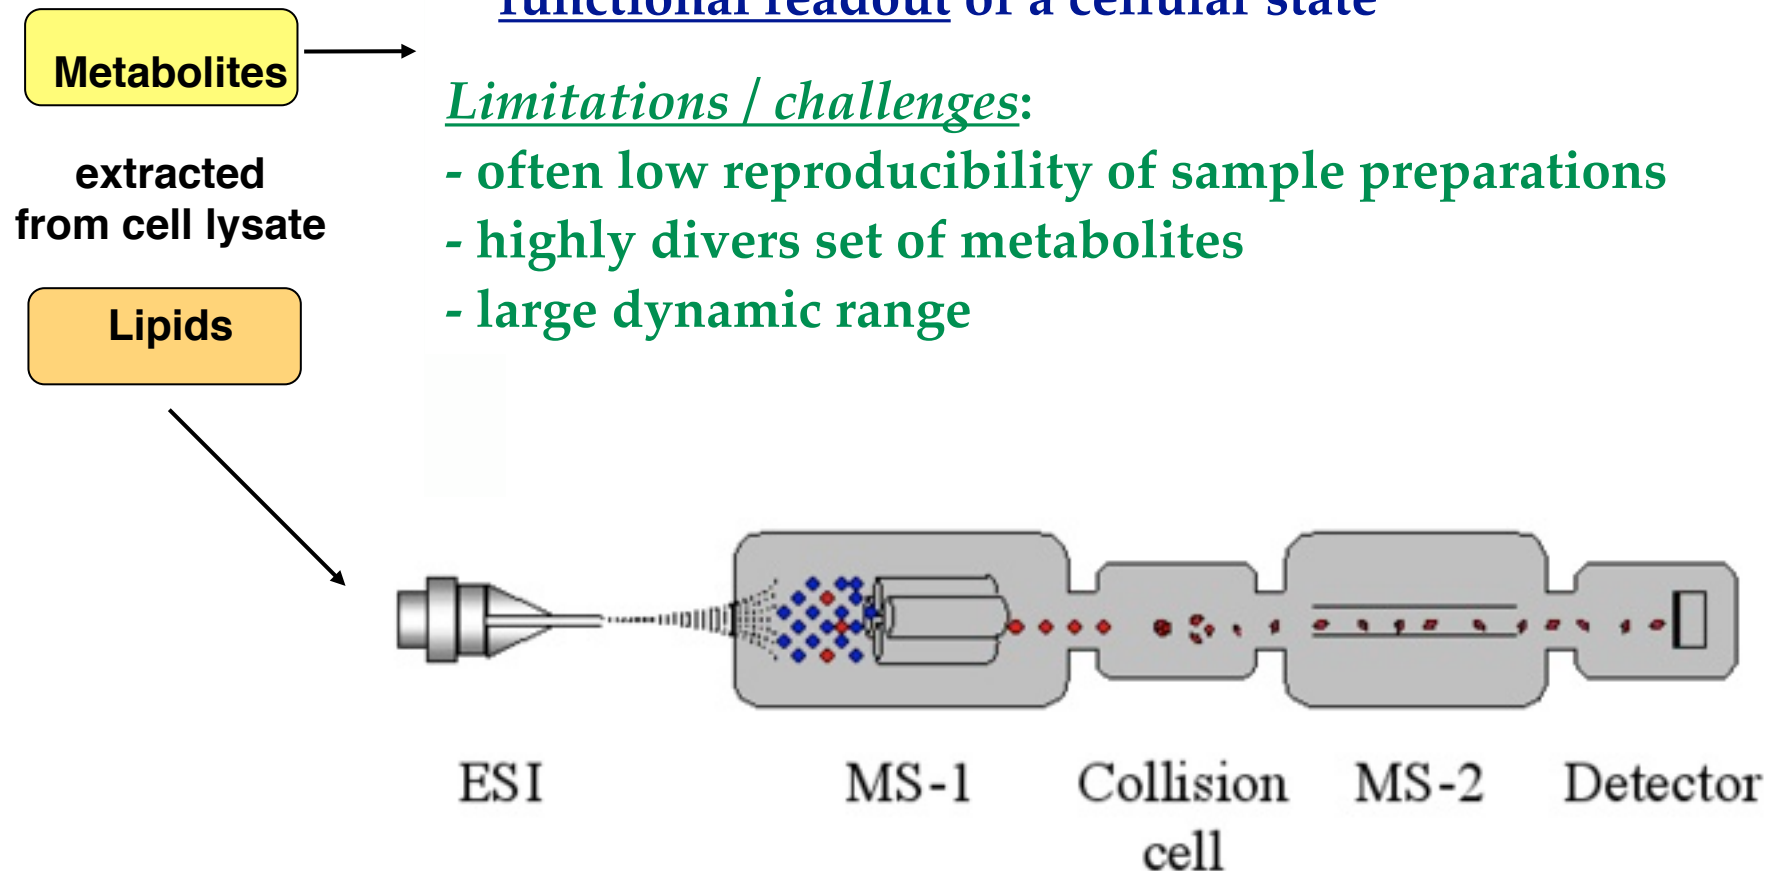 functional readout of a cellular state
Metabolites
Limitations / challenges:
- often low reproducibility of sample preparations
- highly divers set of metabolites
- large dynamic range
extracted
from cell lysate
Lipids
ESI
MS-1
Collision
cell
MS-2
Detector